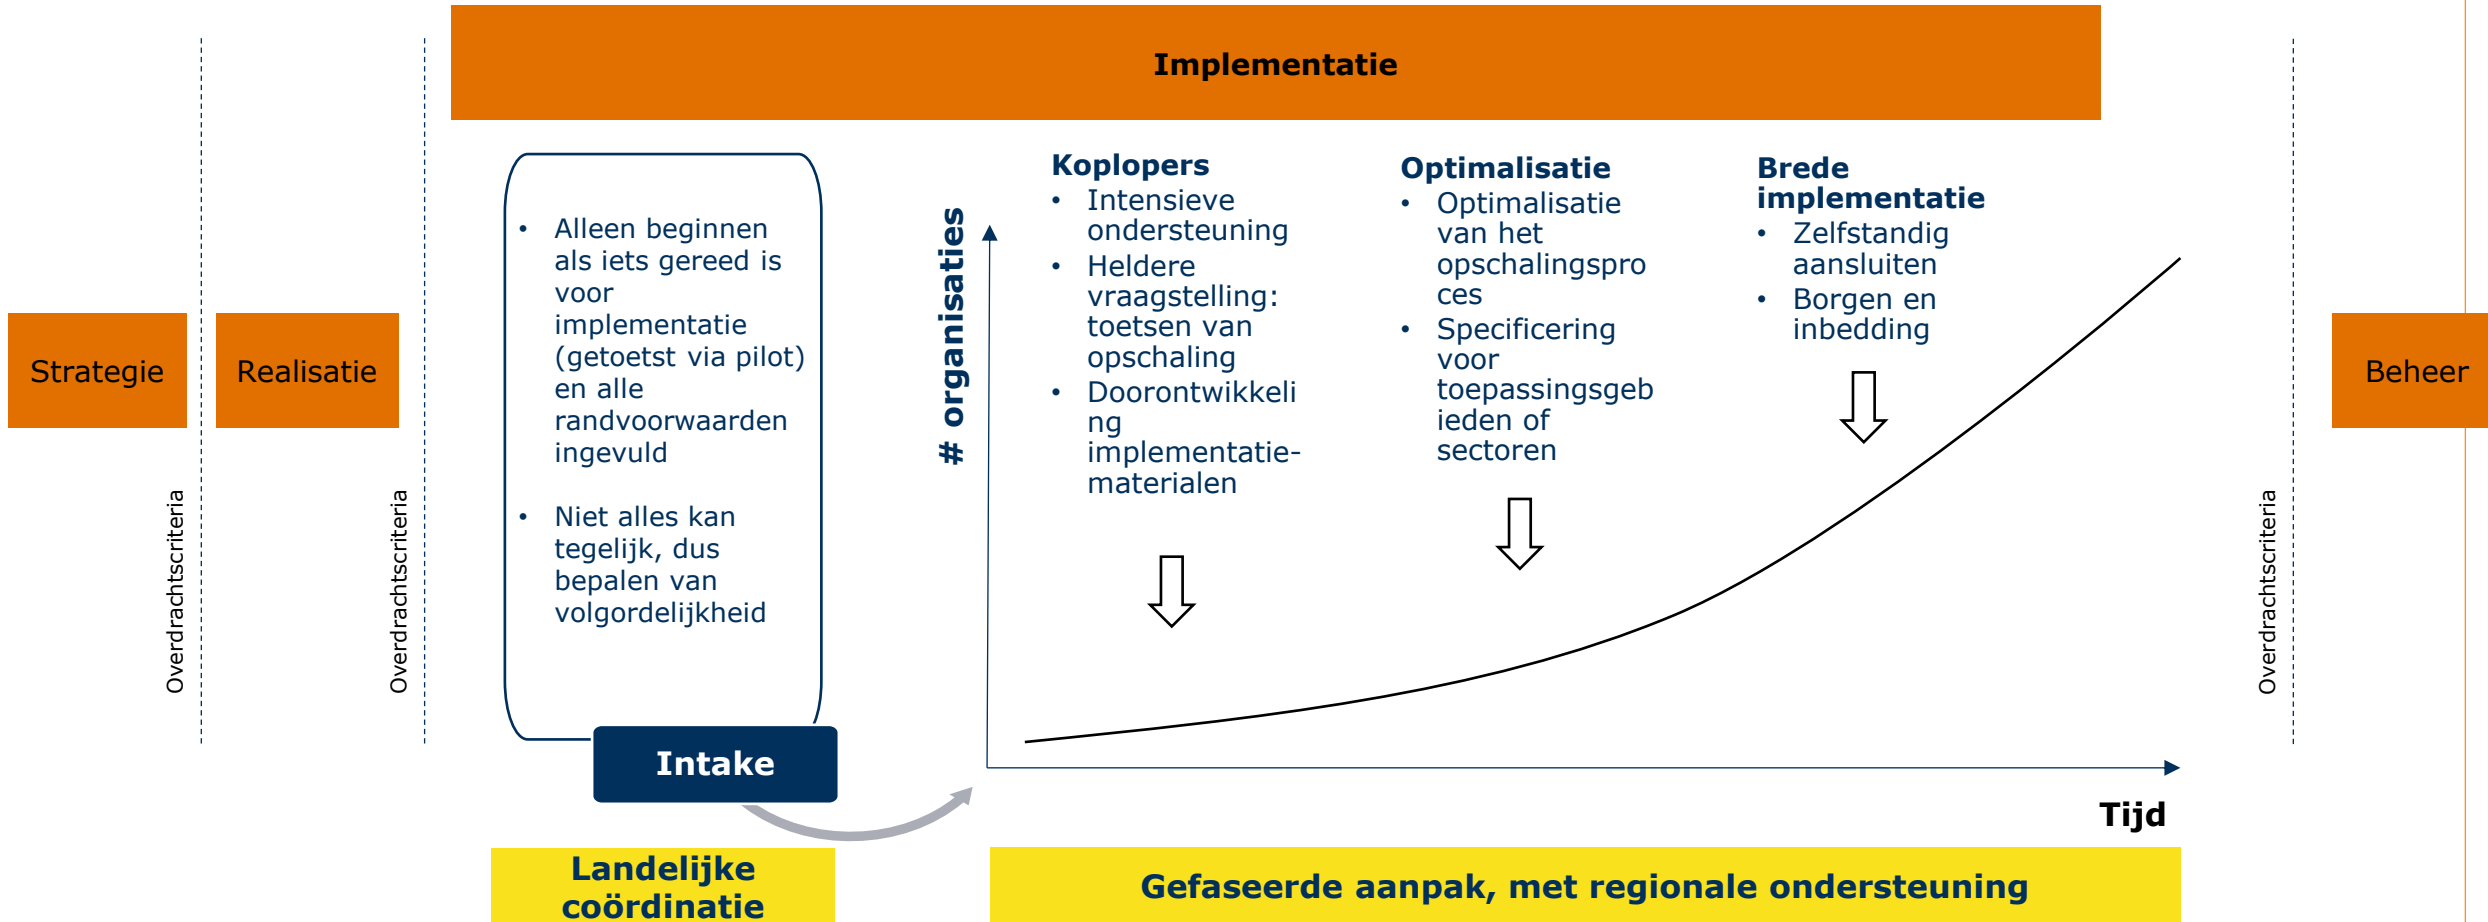 Implementatie
Strategie
Overdrachtscriteria
Realisatie
Overdrachtscriteria
• Alleen beginnen
als iets gereed is
voor
implementatie
(getoetst via pilot)
en alle
randvoorwaarden
ingevuld
• Niet alles kan
tegelijk, dus
bepalen van
volgordelijkheid
Intake
Landelijke
coördinatie
# organisaties
Koplopers
• Intensieve
ondersteuning
• Heldere
vraagstelling:
toetsen van
opschaling
• Doorontwikkeli
ng
implementatie-
materialen
Optimalisatie
• Optimalisatie
van het
opschalingspro
ces
• Specificering
voor
toepassingsgeb
ieden of
sectoren
Brede
implementatie
• Zelfstandig
aansluiten
• Borgen en
inbedding
Tijd
Gefaseerde aanpak, met regionale ondersteuning
Overdrachtscriteria
Beheer